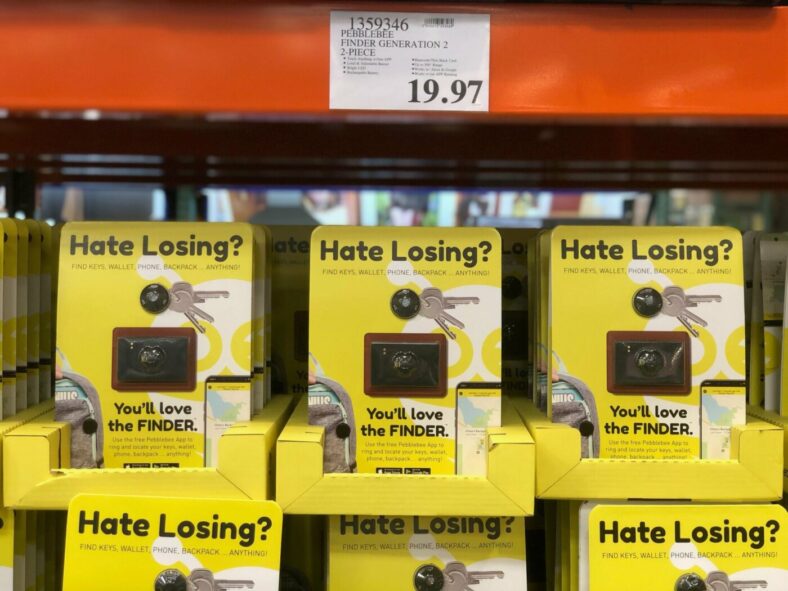 1359346
PEBBLEBEE
FINDER GENERATION 2
2-PIECE
19.97
Hate Losing?
FIND KEYS, WALLET, PHONE, BACKPACK ... ANYTHING!
You'll love
the FINDER.
Use the free Pebblebee App to
ring and locate your keys, wallet,
phone, backpack ... anything!
Hate Losing?
FIND KEYS, WALLET, PHONE, BACKPACK ... ANYTHING!
You'll love
the FINDER.
Use the free Pebblebee App to
ring and locate your keys, wallet,
phone, backpack ... anything!
Hate Losing?
FIND KEYS, WALLET, PHONE, BACKPACK ... ANYTHING!
You'll love
the FINDER.
Use the free Pebblebee App to
ring and locate your keys, wallet,
phone, backpack ... anything!
Hate Losing?
FIND KEYS, WALLET, PHONE, BACKPACK ... ANYTHING!
Hate Losing?
FIND KEYS, WALLET, PHONE, BACKPACK ... ANYTHING!
Hate Losing?
FIND KEYS, WALLET, PHONE, BACKPACK ... ANYTHING!